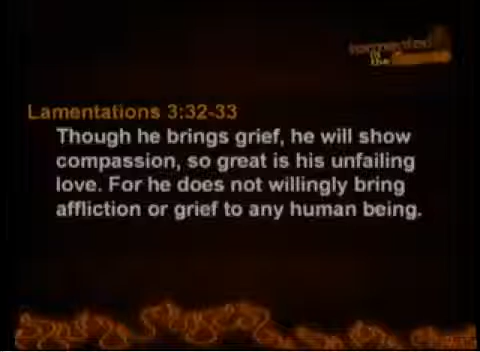 Lamentations 3:32-33
Though he brings grief, he will show
compassion, so great is his unfailing
love. For he does not willingly bring
affliction or grief to any human being.